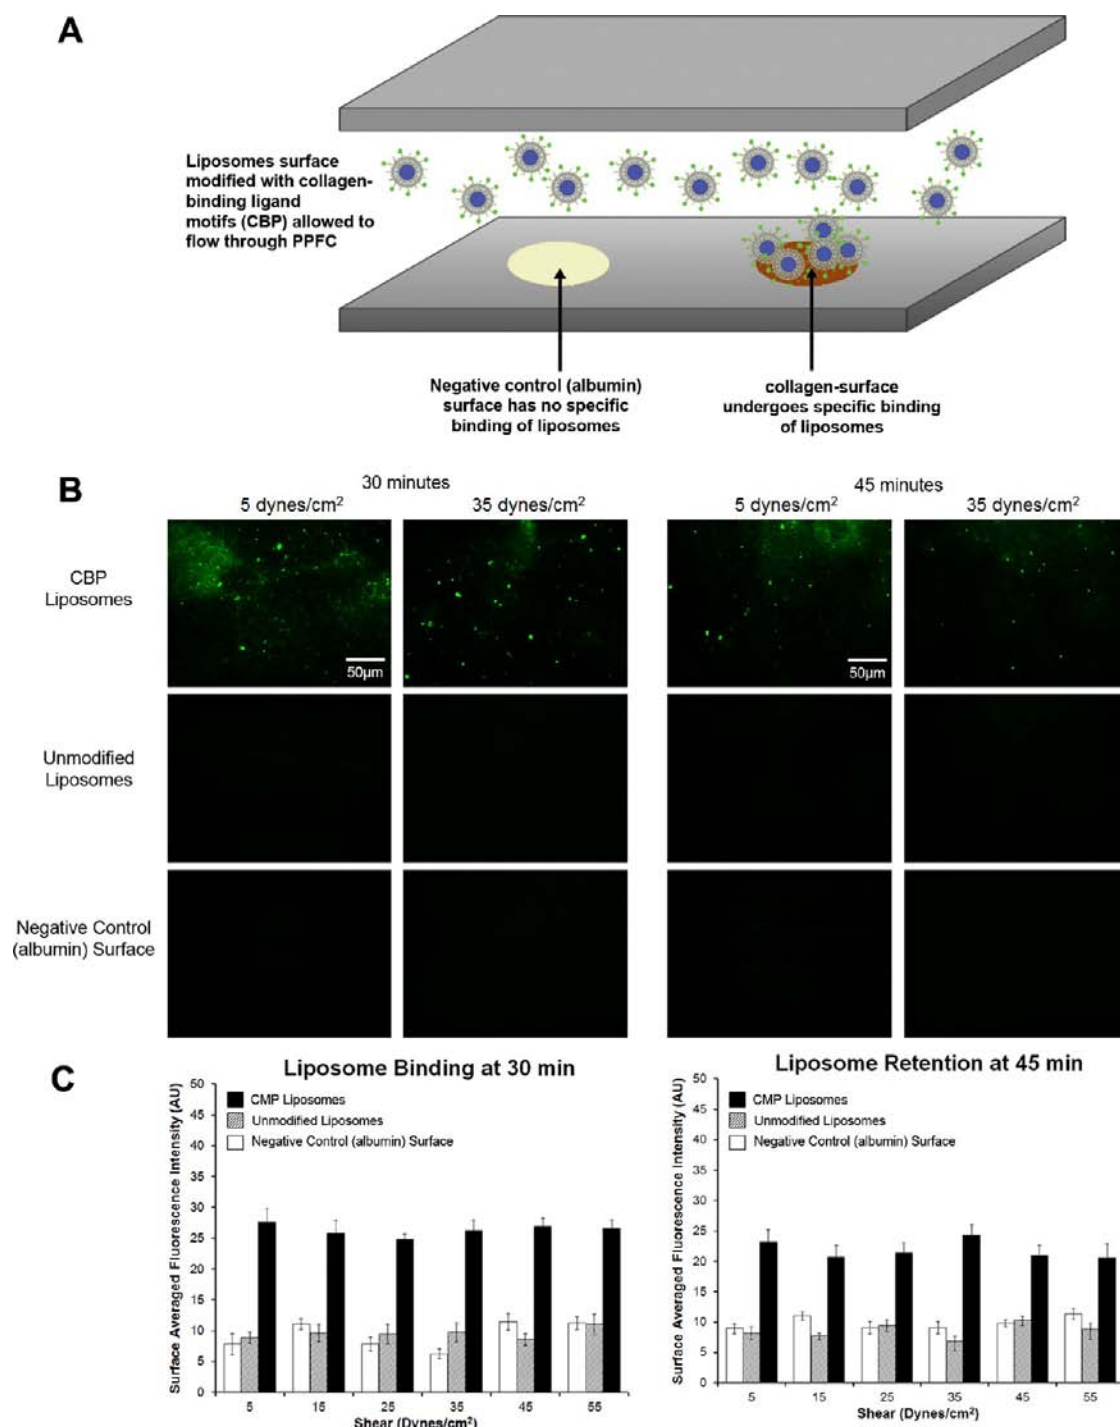 A
Liposomes surface
modified with collagen-
binding ligand
motifs (CBP) allowed to
flow through PPFC
Negative control (albumin)
surface has no specific
binding of liposomes
collagen-surface
undergoes specific binding
of liposomes
B
30 minutes
45 minutes
5 dynes/cm²
35 dynes/cm²
5 dynes/cm²
35 dynes/cm²
CBP
Liposomes
50µm
50µm
Unmodified
Liposomes
Negative Control
(albumin) Surface
C
Liposome Binding at 30 min
Surface Averaged Fluorescence Intensity (AU)
50
45
40
35
30
25
20
15
10
5
0
CMP Liposomes
Unmodified Liposomes
Negative Control (albumin) Surface
5 15 25 35 45 55
Shear (Dynes/cm²)
Liposome Retention at 45 min
Surface Averaged Fluorescence Intensity (AU)
50
45
40
35
30
25
20
15
10
5
0
CMP Liposomes
Unmodified Liposomes
Negative Control (albumin) Surface
5 15 25 35 45 55
Shear (Dynes/cm²)